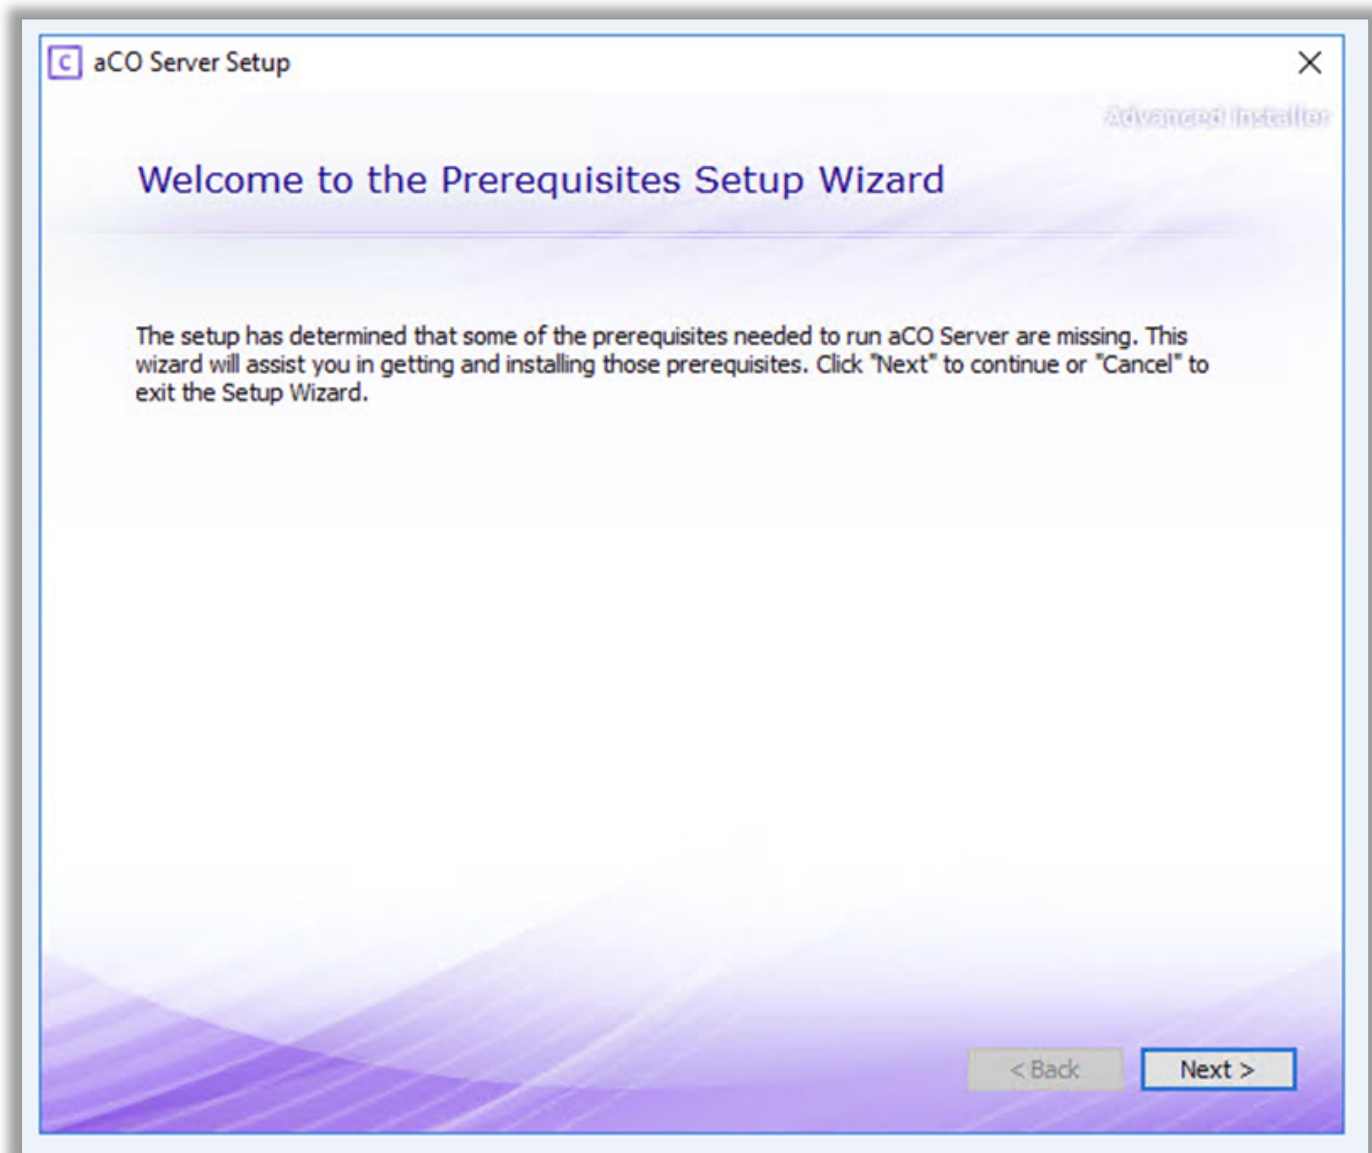 C aCO Server Setup
Advanced Installer
Welcome to the Prerequisites Setup Wizard
The setup has determined that some of the prerequisites needed to run aCO Server are missing. This
wizard will assist you in getting and installing those prerequisites. Click "Next" to continue or "Cancel" to
exit the Setup Wizard.
< Back Next >